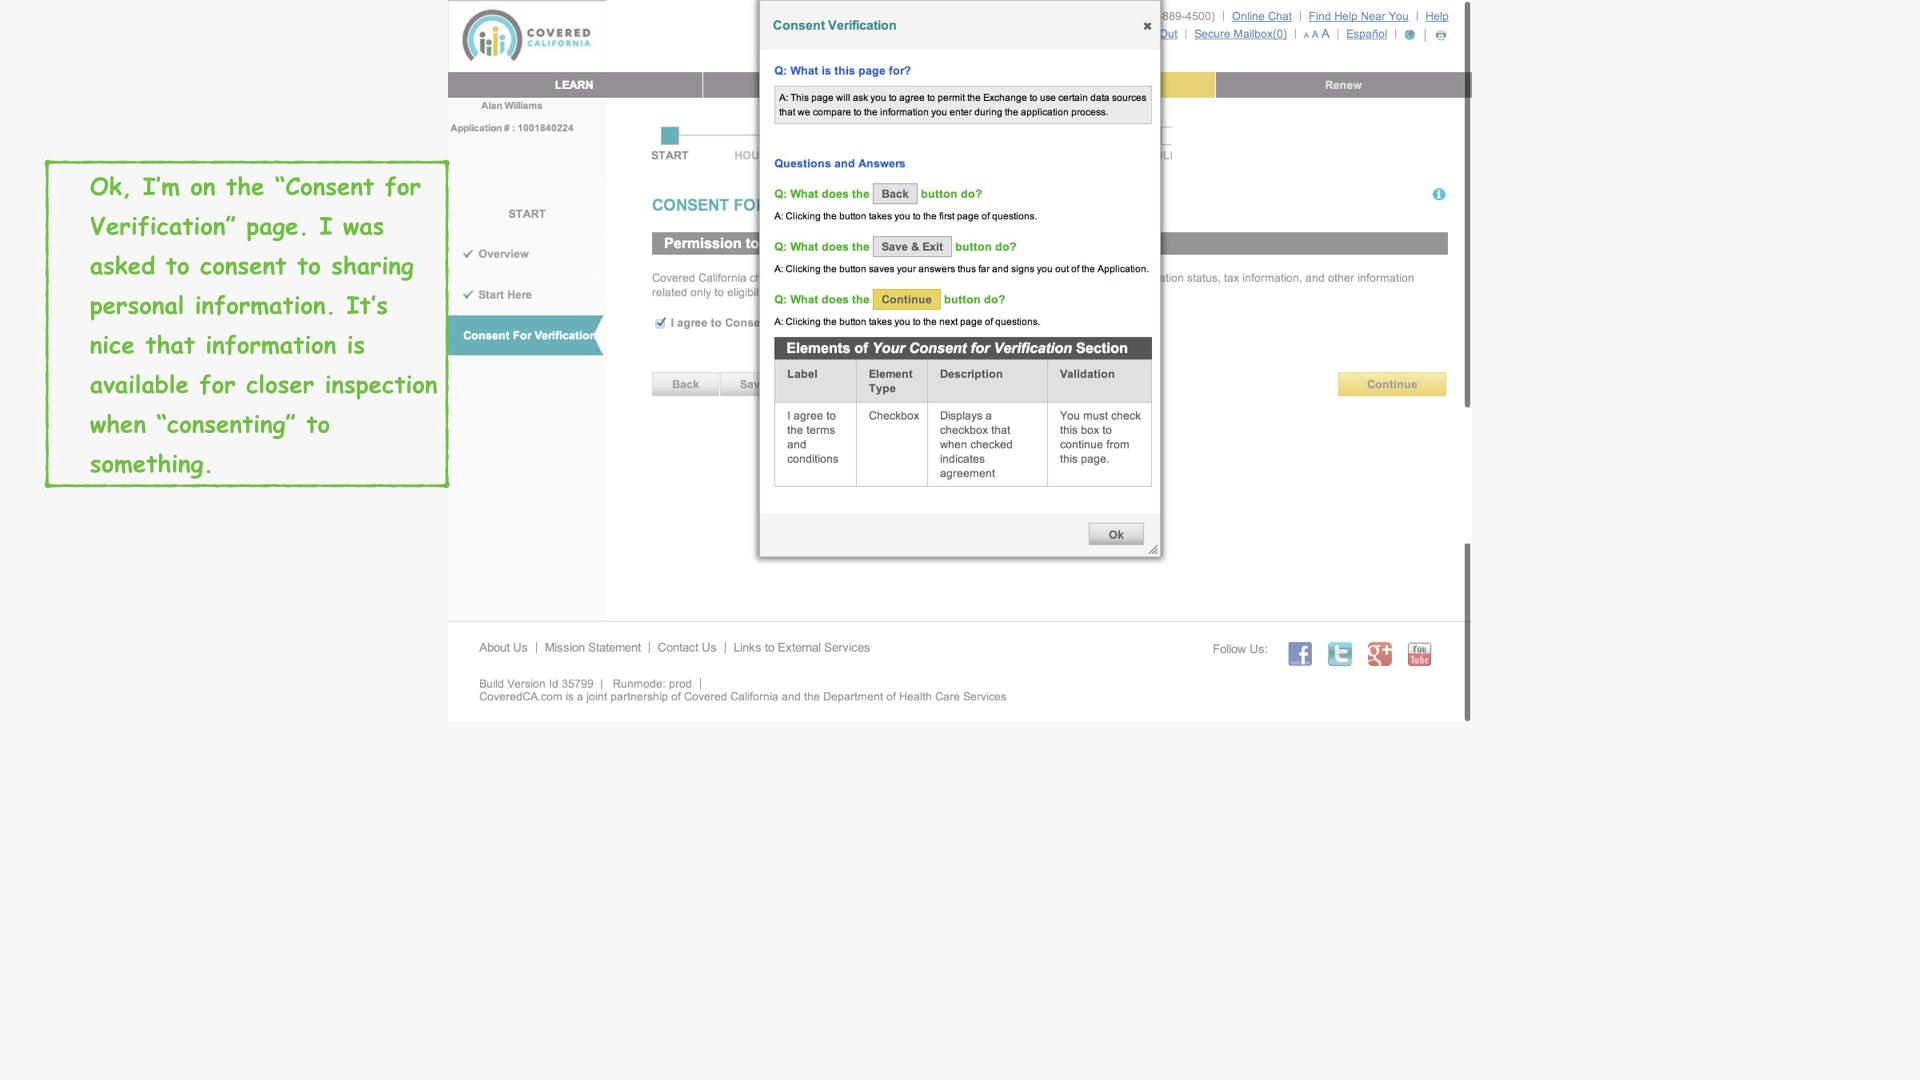 Ok, I'm on the “Consent for
Verification” page. I was
asked to consent to sharing
personal information. It's
nice that information is
available for closer inspection
when “consenting” to
something.
COVERED
CALIFORNIA
-889-4500) | Online Chat | Find Help Near You | Help
Out | Secure Mailbox(0) | A A A | Español |
LEARN
Renew
Alan Williams
Application # : 1001840224
START
Overview
Start Here
Consent For Verification
START
HOU
CONSENT FO
Permission to
Covered California ch
ation status, tax information, and other information
related only to eligibil
I agree to Conse
Back
Sav
Continue
Consent Verification
Q: What is this page for?
A: This page will ask you to agree to permit the Exchange to use certain data sources
that we compare to the information you enter during the application process.
Questions and Answers
Q: What does the Back button do?
A: Clicking the button takes you to the first page of questions.
Q: What does the Save & Exit button do?
A: Clicking the button saves your answers thus far and signs you out of the Application.
Q: What does the Continue button do?
A: Clicking the button takes you to the next page of questions.
Elements of Your Consent for Verification Section
Label
Element
Type
Description
Validation
I agree to
the terms
and
conditions
Checkbox
Displays a
checkbox that
when checked
indicates
agreement
You must check
this box to
continue from
this page.
Ok
About Us | Mission Statement | Contact Us | Links to External Services
Follow Us:
You
Tube
Build Version Id 35799 | Runmode: prod |
CoveredCA.com is a joint partnership of Covered California and the Department of Health Care Services